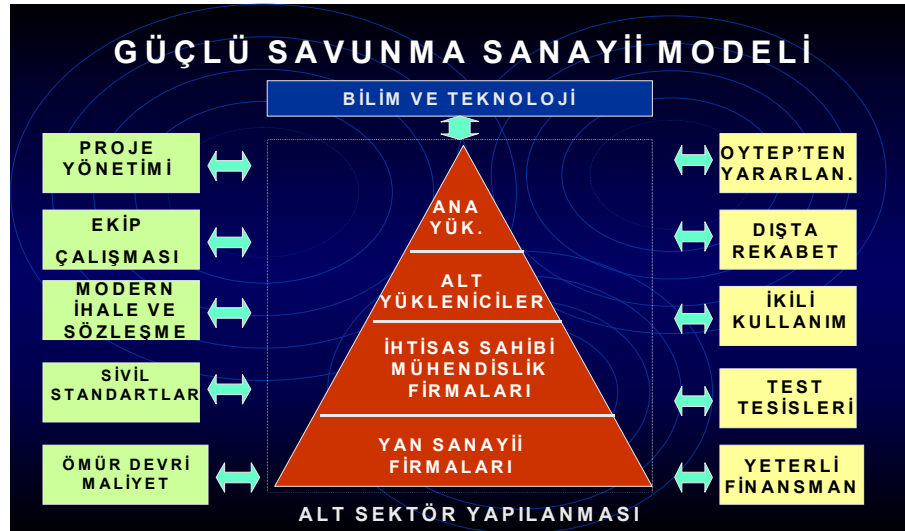 GÜÇLÜ SAVUNMA SANAYİİ MODELİ
BİLİM VE TEKNOLOJİ
PROJE
YÖNETİMİ
EKİP
ÇALIŞMASI
MODERN
İHALE VE
SÖZLEŞME
SİVİL
STANDARTLAR
ÖMÜR DEVRİ
MALİYET
ANA
YÜK.
ALT
YÜKLENİCİLER
İHTİSAS SAHİBİ
MÜHENDİSLİK
FİRMALARI
YAN SANAYİİ
FİRMALARI
OYTEP'TEN
YARARLAN.
DIŞTA
REKABET
İKİLİ
KULLANIM
TEST
TESİSLERİ
YETERLİ
FİNANSMAN
ALT SEKTÖR YAPILANMASI